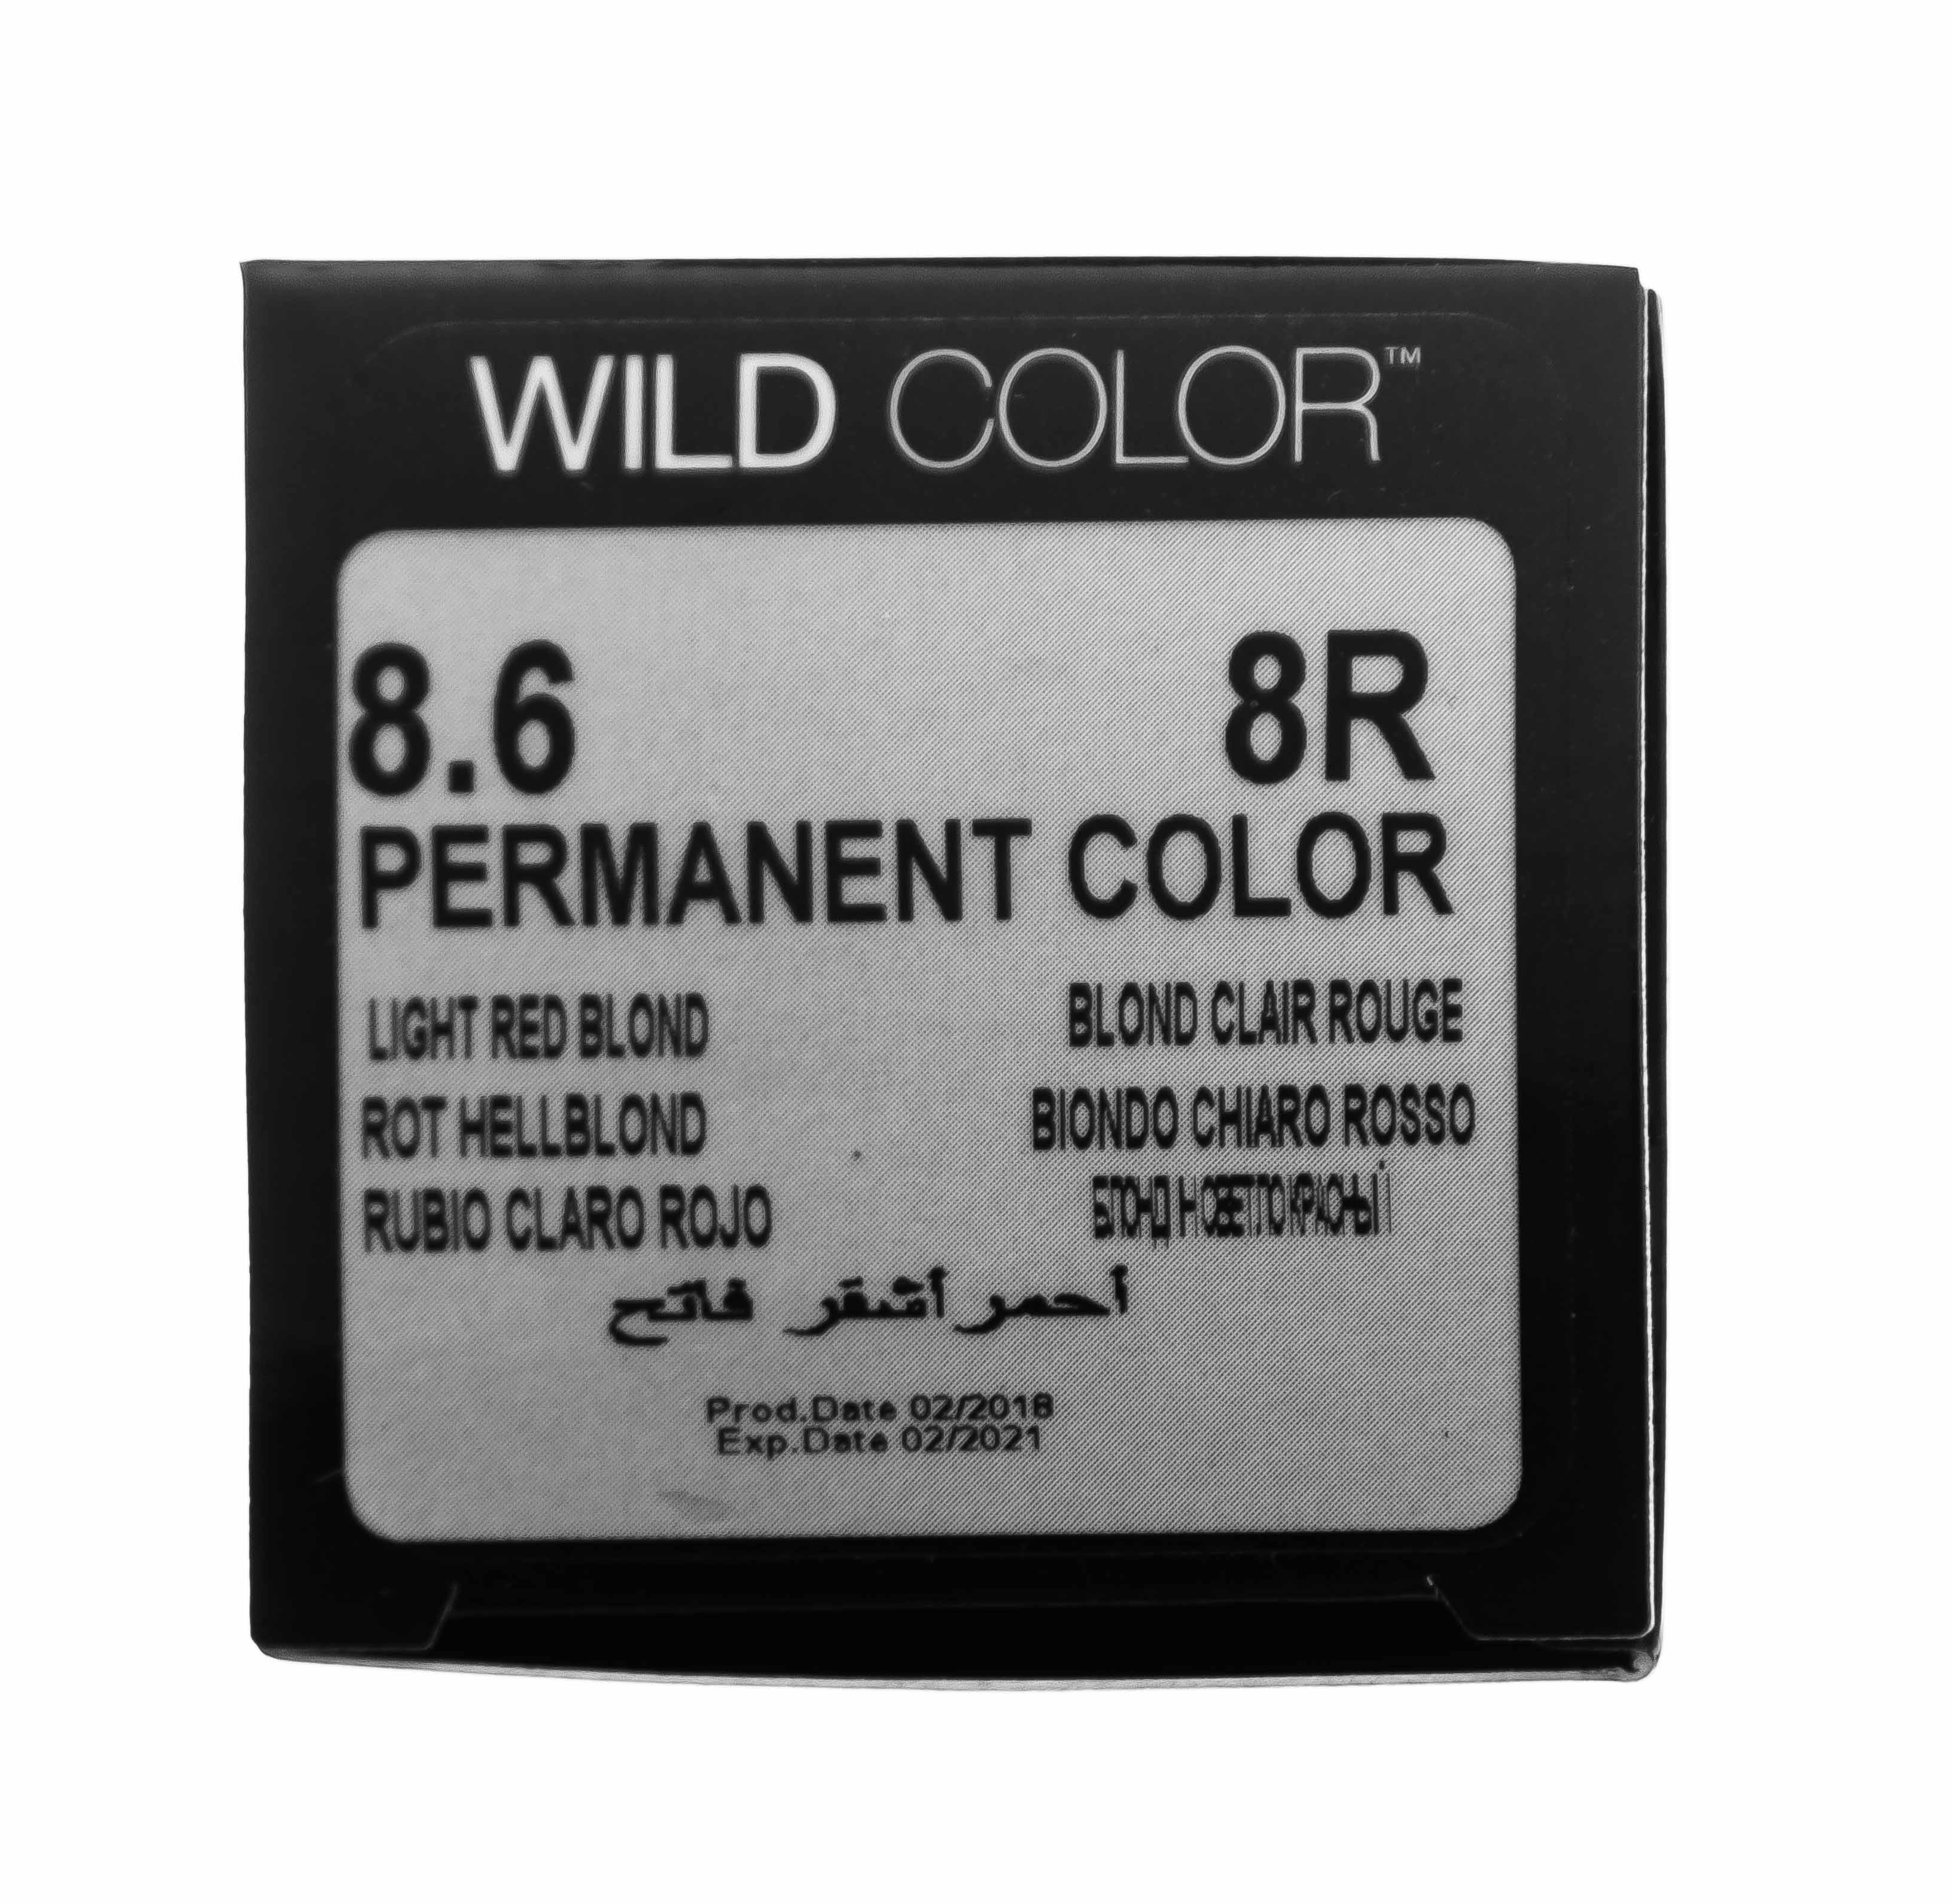 WILD COLOR™
8.6 8R
PERMANENT COLOR
LIGHT RED BLOND BLOND CLAIR ROUGE
ROT HELLBLOND BIONDO CHIARO ROSSO
RUBIO CLARO ROJO
أحمر أشقر فاتح
Prod.Date 02/2018
Exp.Date 02/2021